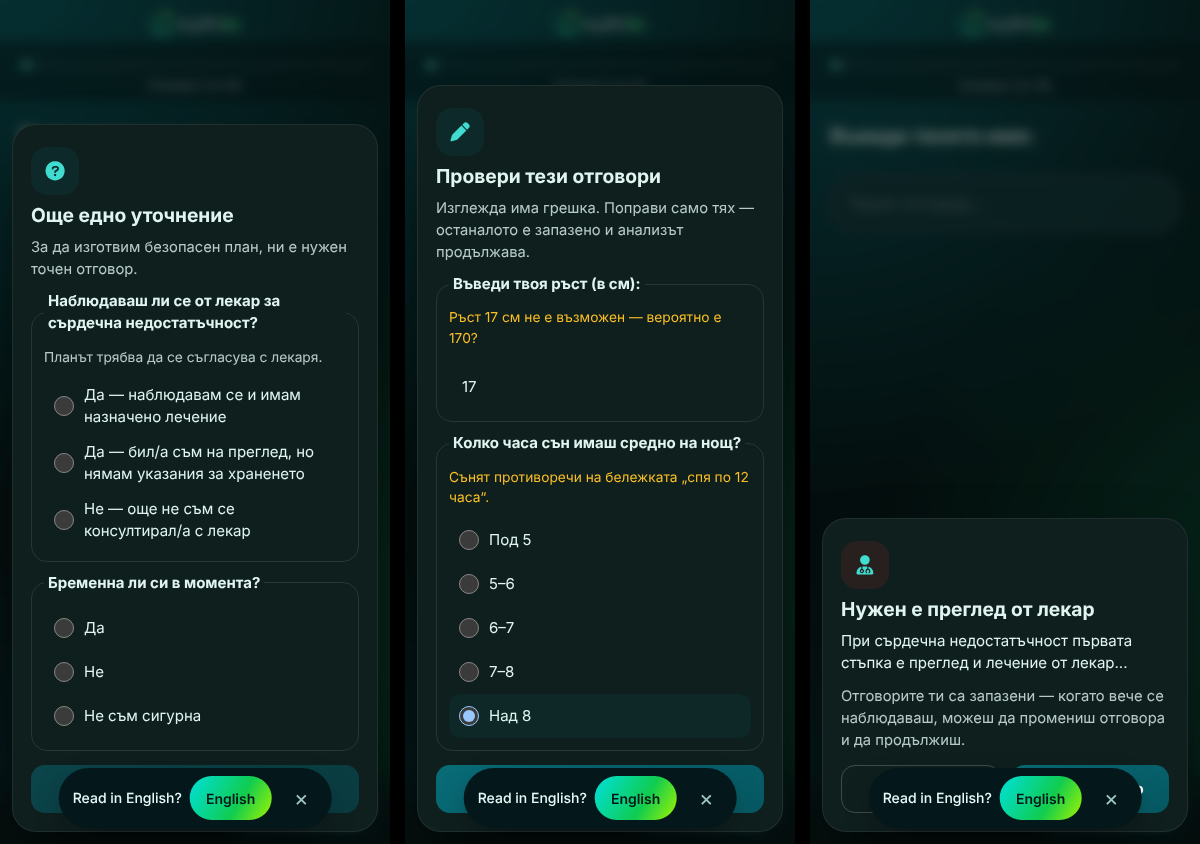 Още едно уточнение
За да изготвим безопасен план, ни е нужен
точен отговор.
Наблюдаваш ли се от лекар за
сърдечна недостатъчност?
Планът трябва да се съгласува с лекаря.
Да — наблюдавам се и имам
назначено лечение
Да — бил/а съм на преглед, но
нямам указания за храненето
Не — още не съм се
консултирал/а с лекар
Бременна ли си в момента?
Да
Не
Не съм сигурна
Read in English?
English
×
Провери тези отговори
Изглежда има грешка. Поправи само тях —
останалото е запазено и анализът
продължава.
Въведи твоя ръст (в см):
Ръст 17 см не е възможен — вероятно е
170?
17
Колко часа сън имаш средно на нощ?
Сънят противоречи на бележката „спя по 12
часа“.
Под 5
5–6
6–7
7–8
Над 8
Read in English?
English
×
Нужен е преглед от лекар
При сърдечна недостатъчност първата
стъпка е преглед и лечение от лекар...
Отговорите ти са запазени — когато вече се
наблюдаваш, можеш да промениш отговора
и да продължиш.
Read in English?
English
×